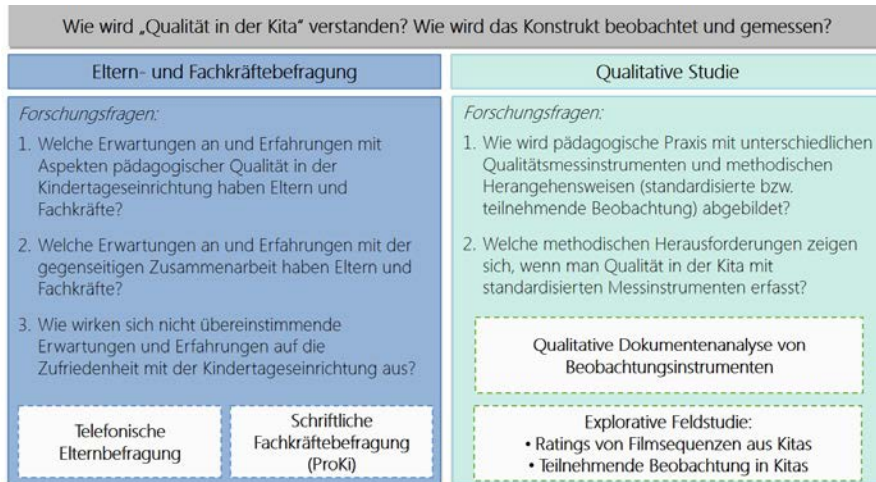 Wie wird „Qualität in der Kita“ verstanden? Wie wird das Konstrukt beobachtet und gemessen?
Eltern- und Fachkräftebefragung
Forschungsfragen:
1. Welche Erwartungen an und Erfahrungen mit
Aspekten pädagogischer Qualität in der
Kindertageseinrichtung haben Eltern und
Fachkräfte?
2. Welche Erwartungen an und Erfahrungen mit der
gegenseitigen Zusammenarbeit haben Eltern und
Fachkräfte?
3. Wie wirken sich nicht übereinstimmende
Erwartungen und Erfahrungen auf die
Zufriedenheit mit der Kindertageseinrichtung aus?
Telefonische
Elternbefragung
Schriftliche
Fachkräftebefragung
(ProKi)
Qualitative Studie
Forschungsfragen:
1. Wie wird pädagogische Praxis mit unterschiedlichen
Qualitätsmessinstrumenten und methodischen
Herangehensweisen (standardisierte bzw.
teilnehmende Beobachtung) abgebildet?
2. Welche methodischen Herausforderungen zeigen
sich, wenn man Qualität in der Kita mit
standardisierten Messinstrumenten erfasst?
Qualitative Dokumentenanalyse von
Beobachtungsinstrumenten
Explorative Feldstudie:
• Ratings von Filmsequenzen aus Kitas
• Teilnehmende Beobachtung in Kitas